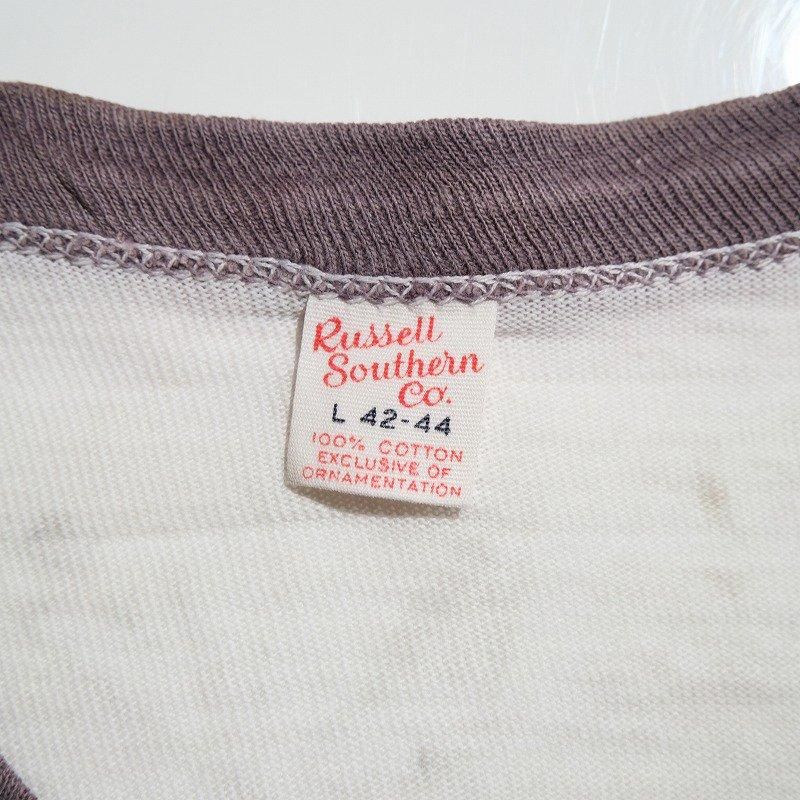 Russell
Southern
Co.
L 42-44
100% COTTON
EXCLUSIVE OF
ORNAMENTATION